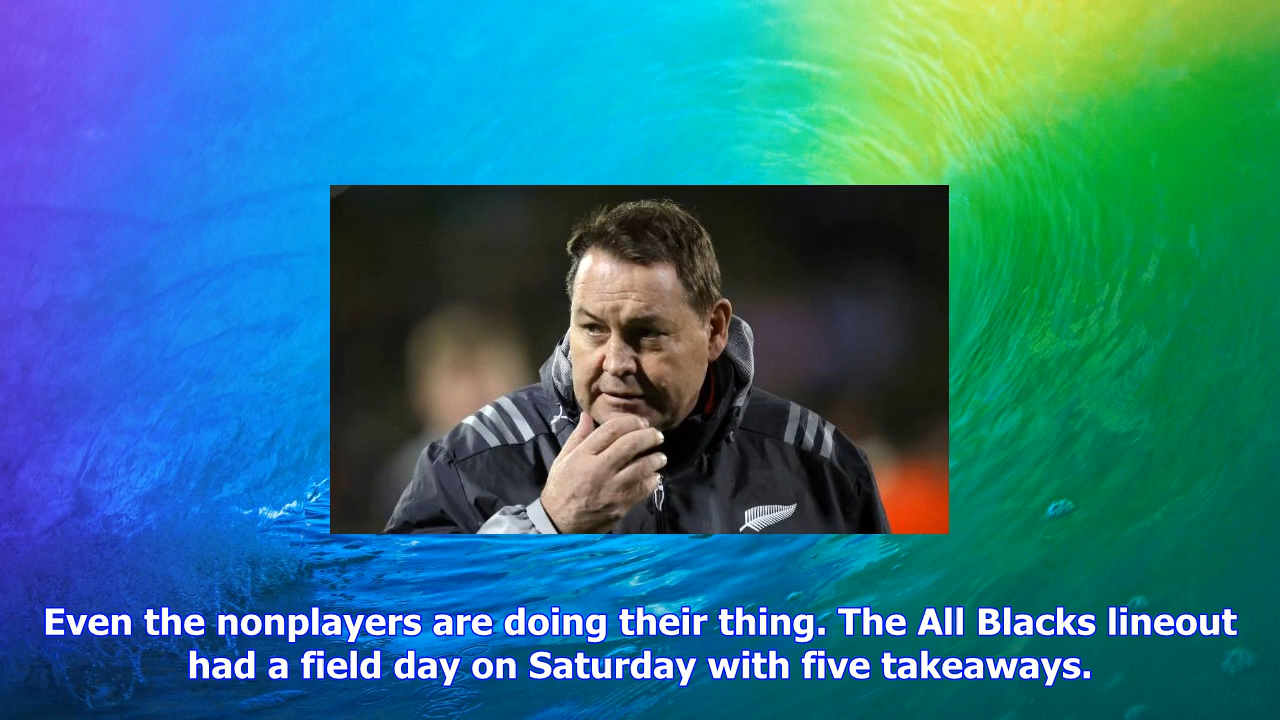 Even the nonplayers are doing their thing. The All Blacks lineout
had a field day on Saturday with five takeaways.